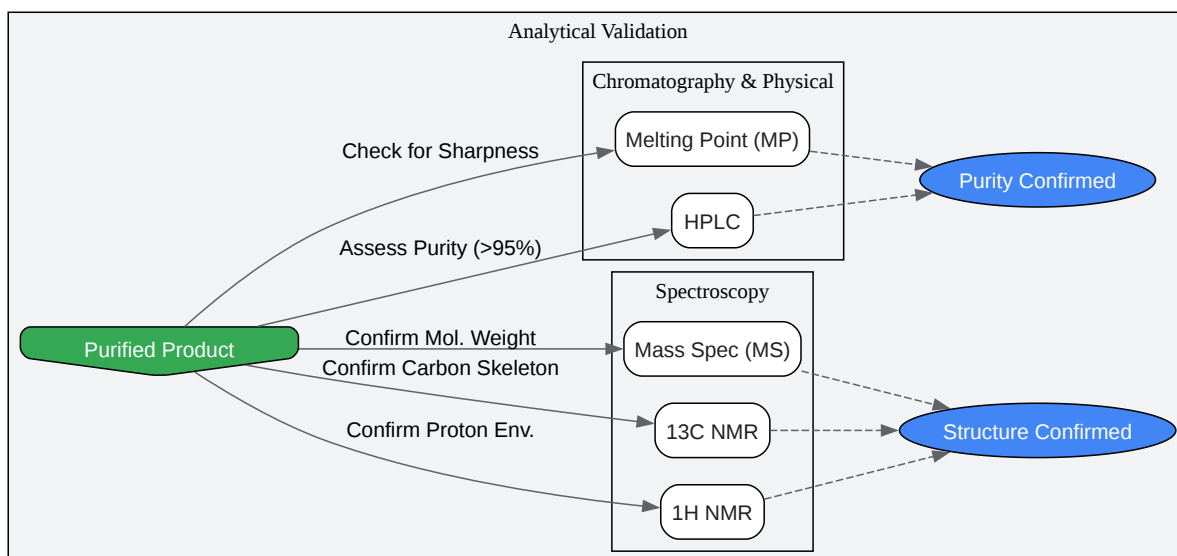 Analytical Validation
Chromatography & Physical
Melting Point (MP)
Check for Sharpness
Purity Confirmed
HPLC
Assess Purity (>95%)
Spectroscopy
Purified Product
Confirm Mol. Weight
Mass Spec (MS)
Confirm Carbon Skeleton
13C NMR
Structure Confirmed
Confirm Proton Env.
1H NMR